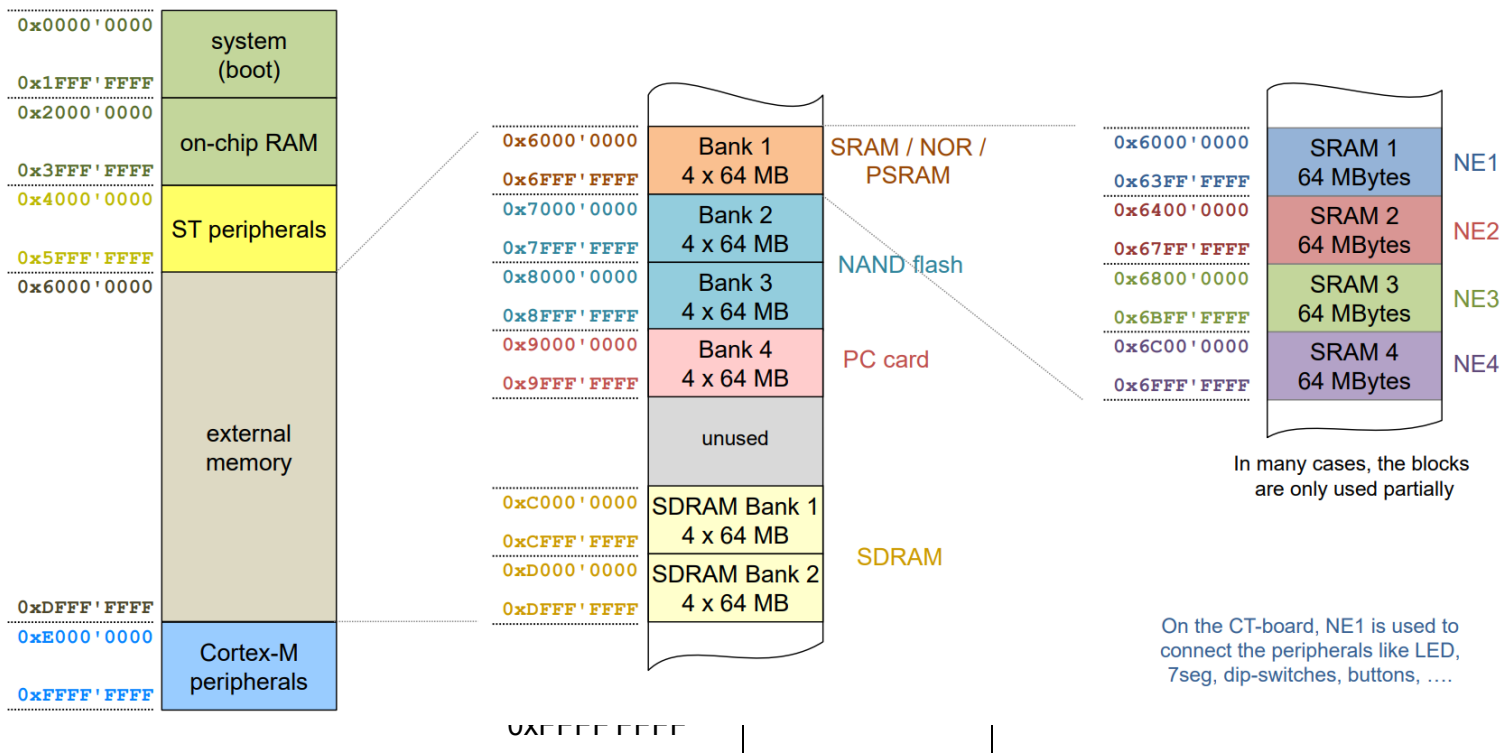 0x0000'0000
system
(boot)
0x1FFF'FFFF
0x2000'0000
on-chip RAM
0x3FFF'FFFF
0x4000'0000
ST peripherals
0x5FFF'FFFF
0x6000'0000
external
memory
0xDFFF'FFFF
0xE000'0000
Cortex-M
peripherals
0xFFFF'FFFF
0x6000'0000
Bank 1
4 x 64 MB
0x6FFF'FFFF
SRAM / NOR /
PSRAM
0x7000'0000
Bank 2
4 x 64 MB
0x7FFF'FFFF
0x8000'0000
Bank 3
4 x 64 MB
0x8FFF'FFFF
NAND flash
0x9000'0000
Bank 4
4 x 64 MB
0x9FFF'FFFF
PC card
unused
0xC000'0000
SDRAM Bank 1
4 x 64 MB
0xCFFF'FFFF
0xD000'0000
SDRAM Bank 2
4 x 64 MB
0xDFFF'FFFF
SDRAM
0x6000'0000
SRAM 1
64 MBytes
0x63FF'FFFF
NE1
0x6400'0000
SRAM 2
64 MBytes
0x67FF'FFFF
NE2
0x6800'0000
SRAM 3
64 MBytes
0x6BFF'FFFF
NE3
0x6C00'0000
SRAM 4
64 MBytes
0x6FFF'FFFF
NE4
In many cases, the blocks
are only used partially
On the CT-board, NE1 is used to
connect the peripherals like LED,
7seg, dip-switches, buttons, ….
0xFFFF'FFFF